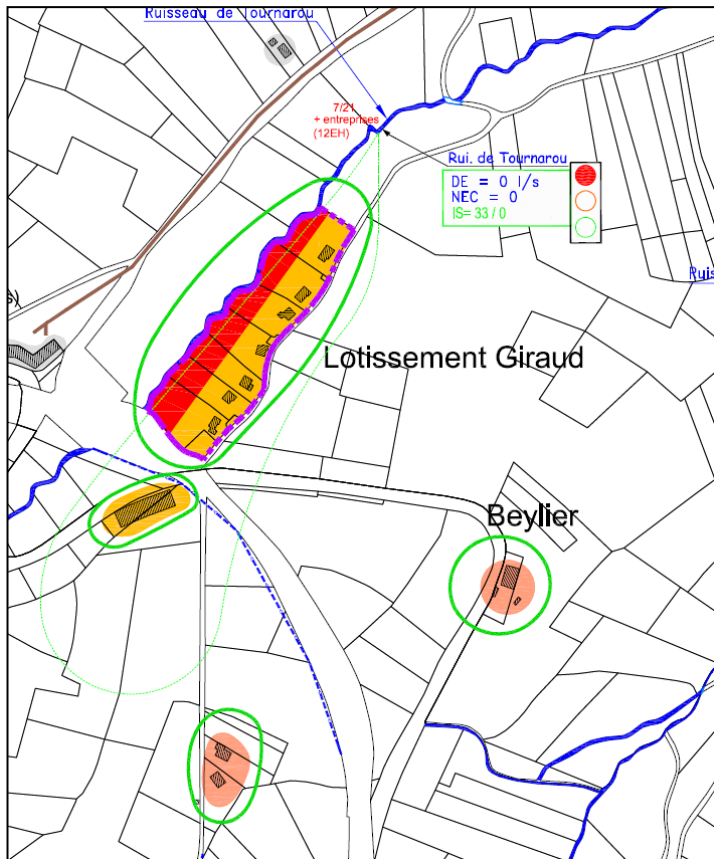 Ruisseau de Tournarou
7/21
+ entreprises
(12EH)
Rui. de Tournarou
DE = 0 l/s
NEC = 0
IS= 33 / 0
Ruis
s)
Lotissement Giraud
Beylier